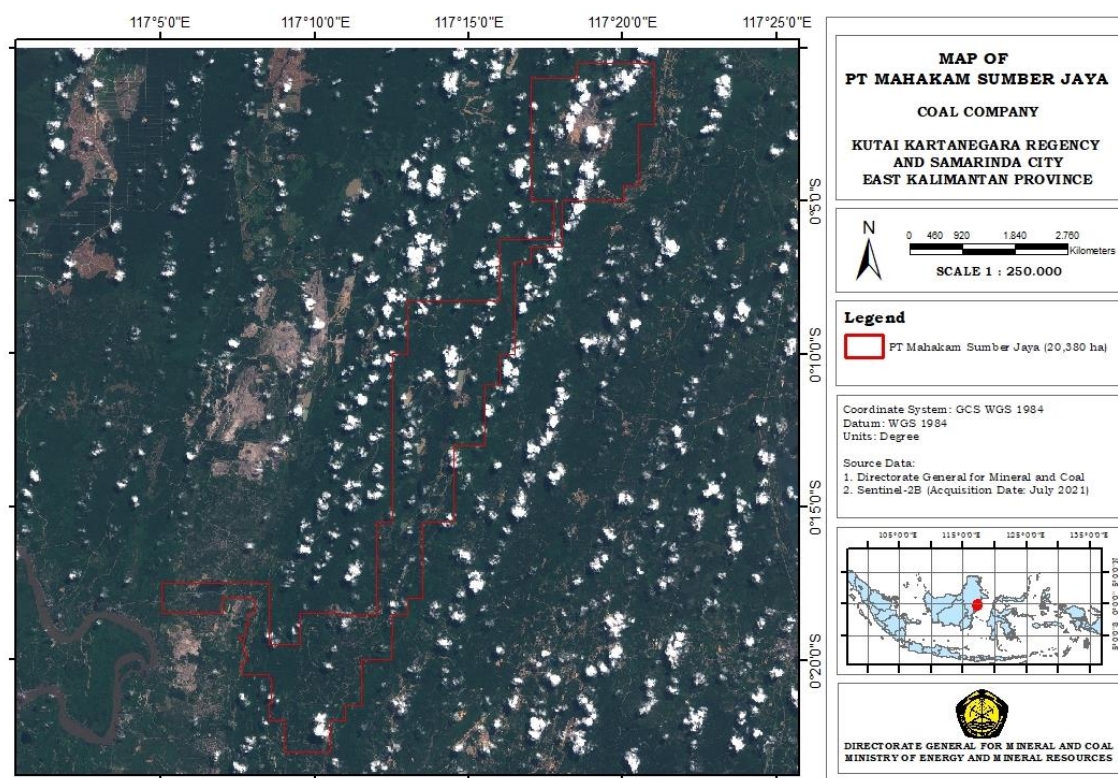 117°5'0"E 117°10'0"E 117°15'0"E 117°20'0"E 117°25'0"E
0°5'0"S
0°10'0"S
0°15'0"S
0°20'0"S
MAP OF
PT MAHAKAM SUMBER JAYA
COAL COMPANY
KUTAI KARTANEGARA REGENCY
AND SAMARINDA CITY
EAST KALIMANTAN PROVINCE
N
0 460 920 1.840 2.760
Kilometers
SCALE 1 : 250.000
Legend
PT Mahakam Sumber Jaya (20,380 ha)
Coordinate System: GCS WGS 1984
Datum: WGS 1984
Units: Degree
Source Data:
1. Directorate General for Mineral and Coal
2. Sentinel-2B (Acquisition Date: July 2021)
105°0'0"E 115°0'0"E 125°0'0"E 135°0'0"E
0°0'0"
DIRECTORATE GENERAL FOR MINERAL AND COAL
MINISTRY OF ENERGY AND MINERAL RESOURCES